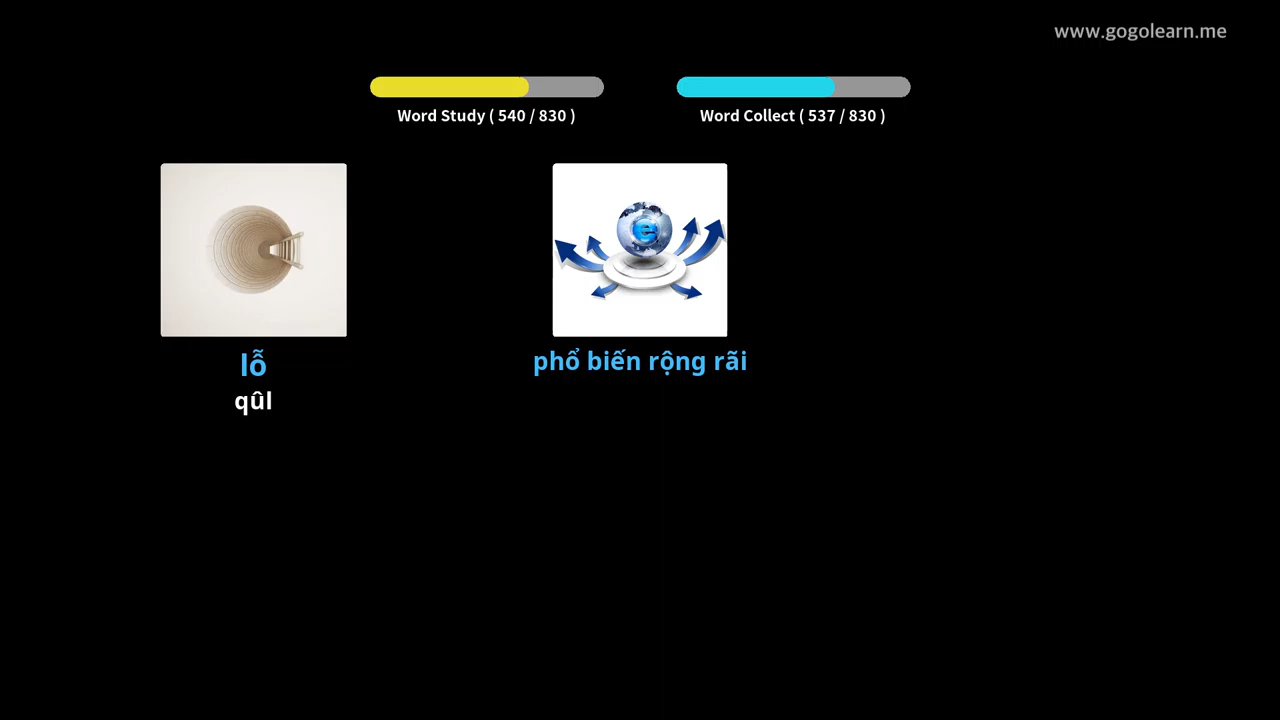 www.gogolearn.me
Word Study ( 540 / 830 )
Word Collect ( 537 / 830 )
e
lỗ
qûl
phổ biến rộng rãi